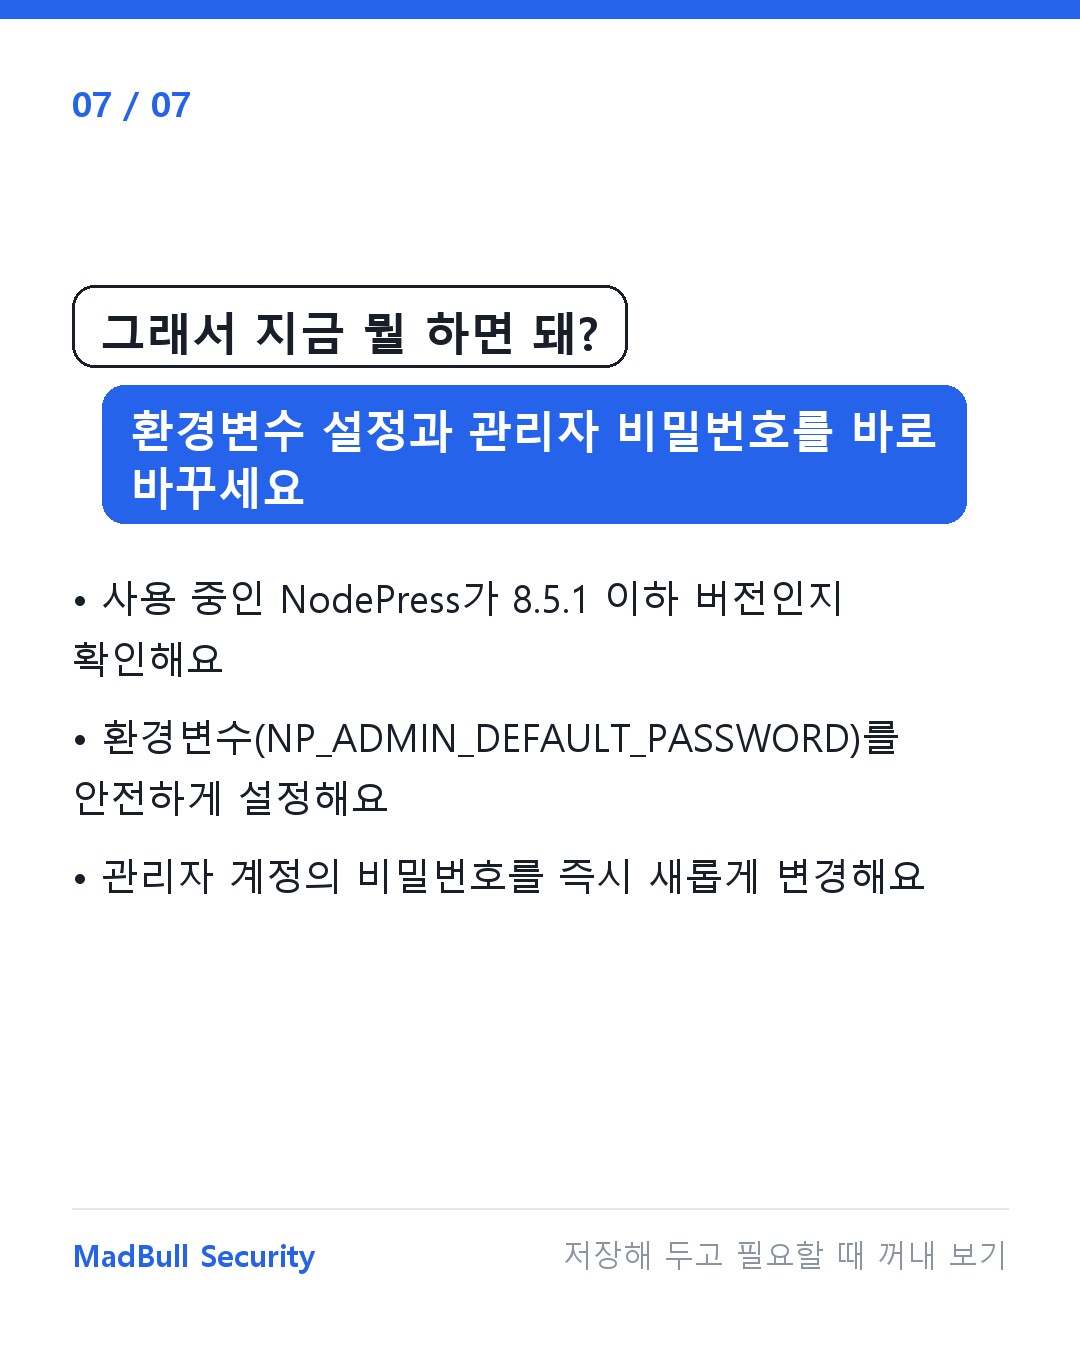 07 / 07
그래서 지금 뭘 하면 돼?
환경변수 설정과 관리자 비밀번호를 바로
바꾸세요
• 사용 중인 NodePress가 8.5.1 이하 버전인지
확인해요
• 환경변수(NP_ADMIN_DEFAULT_PASSWORD)를
안전하게 설정해요
• 관리자 계정의 비밀번호를 즉시 새롭게 변경해요
MadBull Security
저장해 두고 필요할 때 꺼내 보기